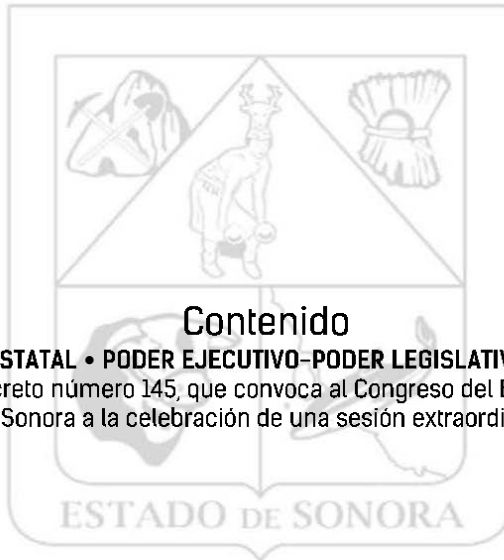 Contenido
STATAL • PODER EJECUTIVO-PODER LEGISLATIV
creto número 145, que convoca al Congreso del E
Sonora a la celebración de una sesión extraordi
ESTADO DE SONORA